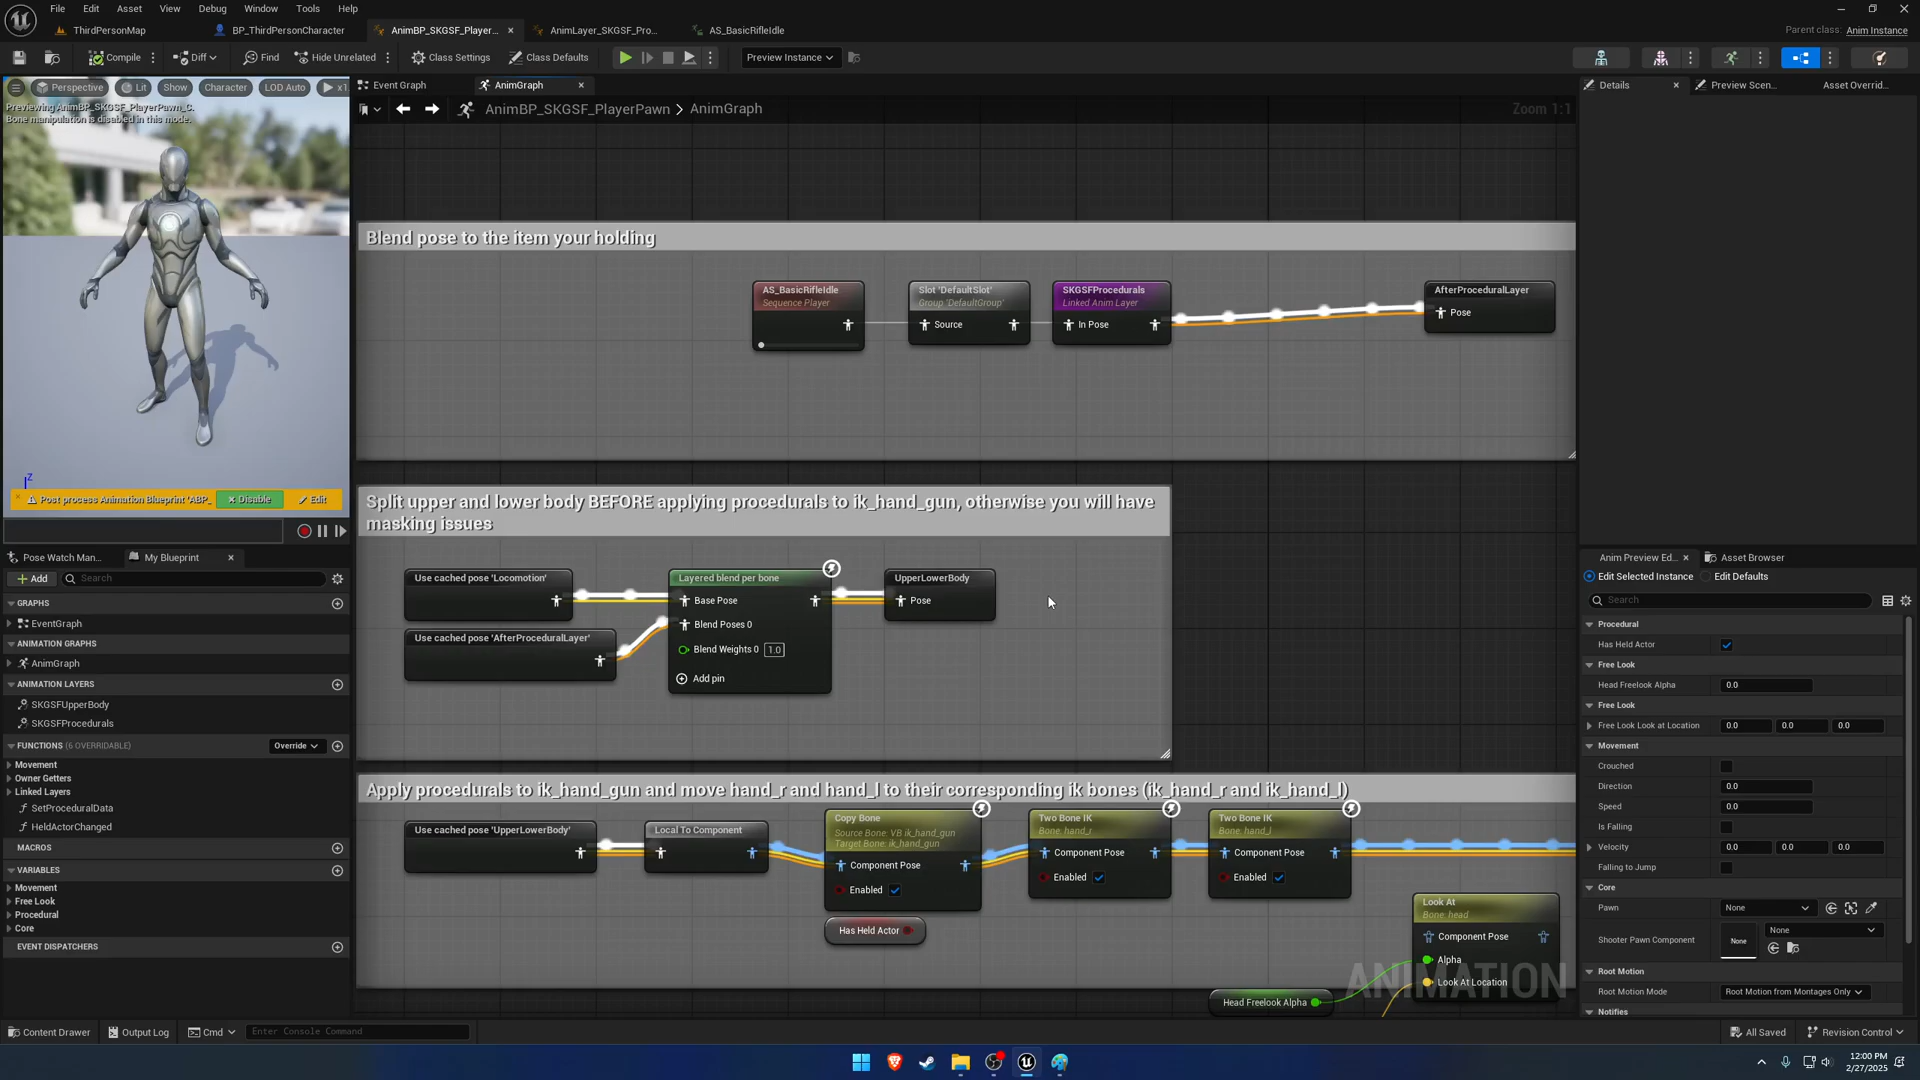 File Edit Asset View Debug Window Tools Help
ThirdPersonMap BP_ThirdPersonCharacter AnimBP_SKGSF_Player... AnimLayer_SKGSF_Pro... AS_BasicRifleIdle
Parent class: Anim Instance
Compile Diff Find Hide Unrelated Class Settings Class Defaults Preview Instance
Perspective Lit Show Character LOD Auto x1
Previewing AnimBP_SKGSF_PlayerPawn_C.
Bone manipulation is disabled in this mode.
Z
Post process Animation Blueprint 'ABP_ Disable Edit
Event Graph AnimGraph
AnimBP_SKGSF_PlayerPawn > AnimGraph
Zoom 1:1
Blend pose to the item your holding
AS_BasicRifleIdle
Sequence Player
Slot 'DefaultSlot'
Group 'DefaultGroup'
Source
SKGSFProcedurals
Linked Anim Layer
In Pose
AfterProceduralLayer
Pose
Split upper and lower body BEFORE applying procedurals to ik_hand_gun, otherwise you will have
masking issues
Use cached pose 'Locomotion'
Use cached pose 'AfterProceduralLayer'
Layered blend per bone
Base Pose
Blend Poses 0
Blend Weights 0 1.0
Add pin
UpperLowerBody
Pose
Apply procedurals to ik_hand_gun and move hand_r and hand_l to their corresponding ik bones (ik_hand_r and ik_hand_l)
Use cached pose 'UpperLowerBody'
Local To Component
Copy Bone
Source Bone: VB ik_hand_gun
Target Bone: ik_hand_gun
Component Pose
Enabled
Has Held Actor
Two Bone IK
Bone: hand_r
Component Pose
Enabled
Two Bone IK
Bone: hand_l
Component Pose
Enabled
Look At
Bone: head
Component Pose
Alpha
Look At Location
Head Freelook Alpha
ANIMATION
Pose Watch Man... My Blueprint
Add Search
GRAPHS
EventGraph
ANIMATION GRAPHS
AnimGraph
ANIMATION LAYERS
SKGSFUpperBody
SKGSFProcedurals
FUNCTIONS (6 OVERRIDABLE) Override
Movement
Owner Getters
Linked Layers
SetProceduralData
HeldActorChanged
MACROS
VARIABLES
Movement
Free Look
Procedural
Core
EVENT DISPATCHERS
Details Preview Scen... Asset Overrid...
Anim Preview Ed... Asset Browser
Edit Selected Instance Edit Defaults
Search
Procedural
Has Held Actor
Free Look
Head Freelook Alpha 0.0
Free Look
Free Look Look at Location 0.0 0.0 0.0
Movement
Crouched
Direction 0.0
Speed 0.0
Is Falling
Velocity 0.0 0.0 0.0
Falling to Jump
Core
Pawn None
Shooter Pawn Component None None
Root Motion
Root Motion Mode Root Motion from Montages Only
Notifies
Content Drawer Output Log Cmd Enter Console Command
All Saved Revision Control
12:00 PM
2/27/2025